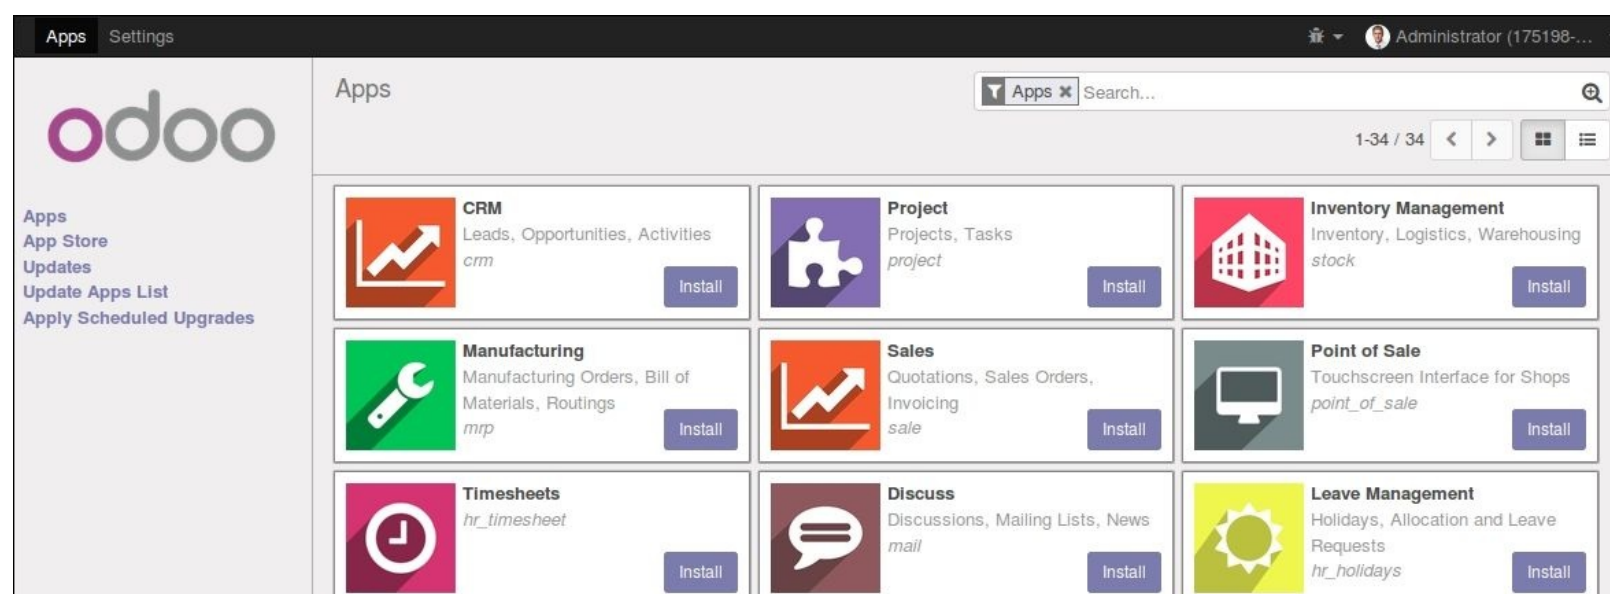 Apps Settings Administrator (175198-...
odoo
Apps
App Store
Updates
Update Apps List
Apply Scheduled Upgrades
Apps
Apps Search...
1-34 / 34
CRM
Leads, Opportunities, Activities
crm
Install
Project
Projects, Tasks
project
Install
Inventory Management
Inventory, Logistics, Warehousing
stock
Install
Manufacturing
Manufacturing Orders, Bill of
Materials, Routings
mrp
Install
Sales
Quotations, Sales Orders,
Invoicing
sale
Install
Point of Sale
Touchscreen Interface for Shops
point_of_sale
Install
Timesheets
hr_timesheet
Install
Discuss
Discussions, Mailing Lists, News
mail
Install
Leave Management
Holidays, Allocation and Leave
Requests
hr_holidays
Install